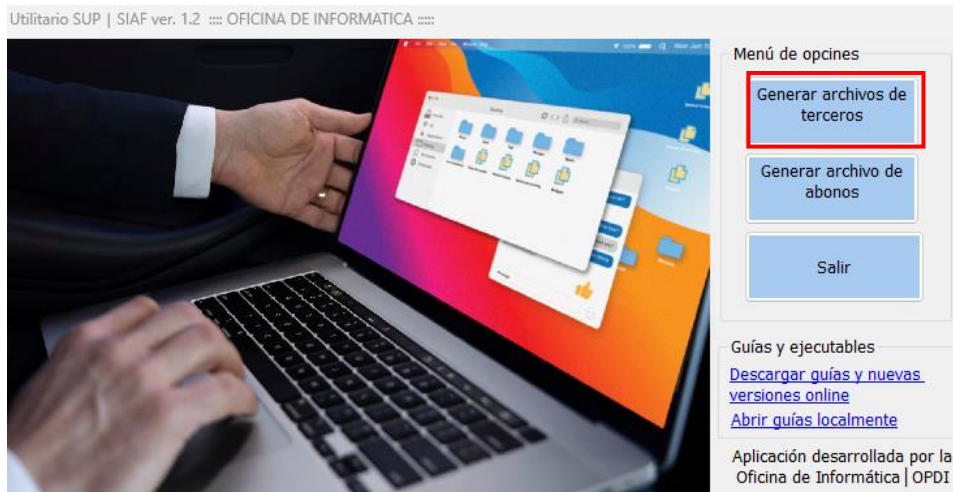 Utilitario SUP | SIAF ver. 1.2 :::: OFICINA DE INFORMATICA :::::
Menú de opcines
Generar archivos de
terceros
Generar archivo de
abonos
Salir
Guías y ejecutables
Descargar guías y nuevas
versiones online
Abrir guías localmente
Aplicación desarrollada por la
Oficina de Informática | OPDI